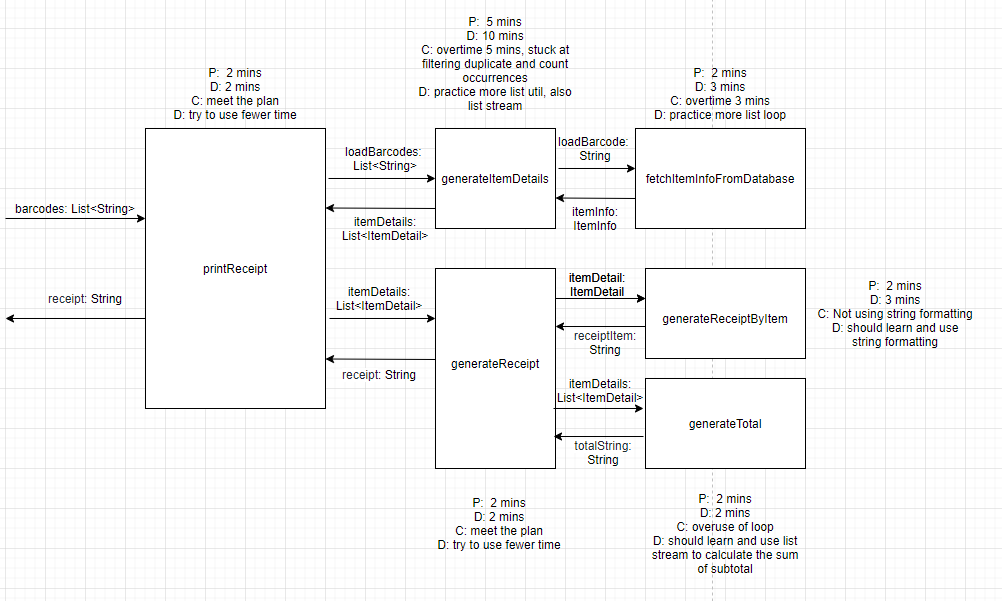 P:  2 mins
D: 2 mins
C: meet the plan
D: try to use fewer time
P:  5 mins
D: 10 mins
C: overtime 5 mins, stuck at
filtering duplicate and count
occurrences
D: practice more list util, also
list stream
P:  2 mins
D: 3 mins
C: overtime 3 mins
D: practice more list loop
barcodes: List<String>
receipt: String
printReceipt
loadBarcodes:
List<String>
itemDetails:
List<ItemDetail>
generateItemDetails
loadBarcode:
String
itemInfo:
ItemInfo
fetchItemInfoFromDatabase
itemDetails:
List<ItemDetail>
receipt: String
generateReceipt
itemDetail:
ItemDetail
receiptItem:
String
generateReceiptByItem
P:  2 mins
D: 3 mins
C: Not using string formatting
D: should learn and use
string formatting
itemDetails:
List<ItemDetail>
totalString:
String
generateTotal
P:  2 mins
D: 2 mins
C: meet the plan
D: try to use fewer time
P:  2 mins
D: 2 mins
C: overuse of loop
D: should learn and use list
stream to calculate the sum
of subtotal